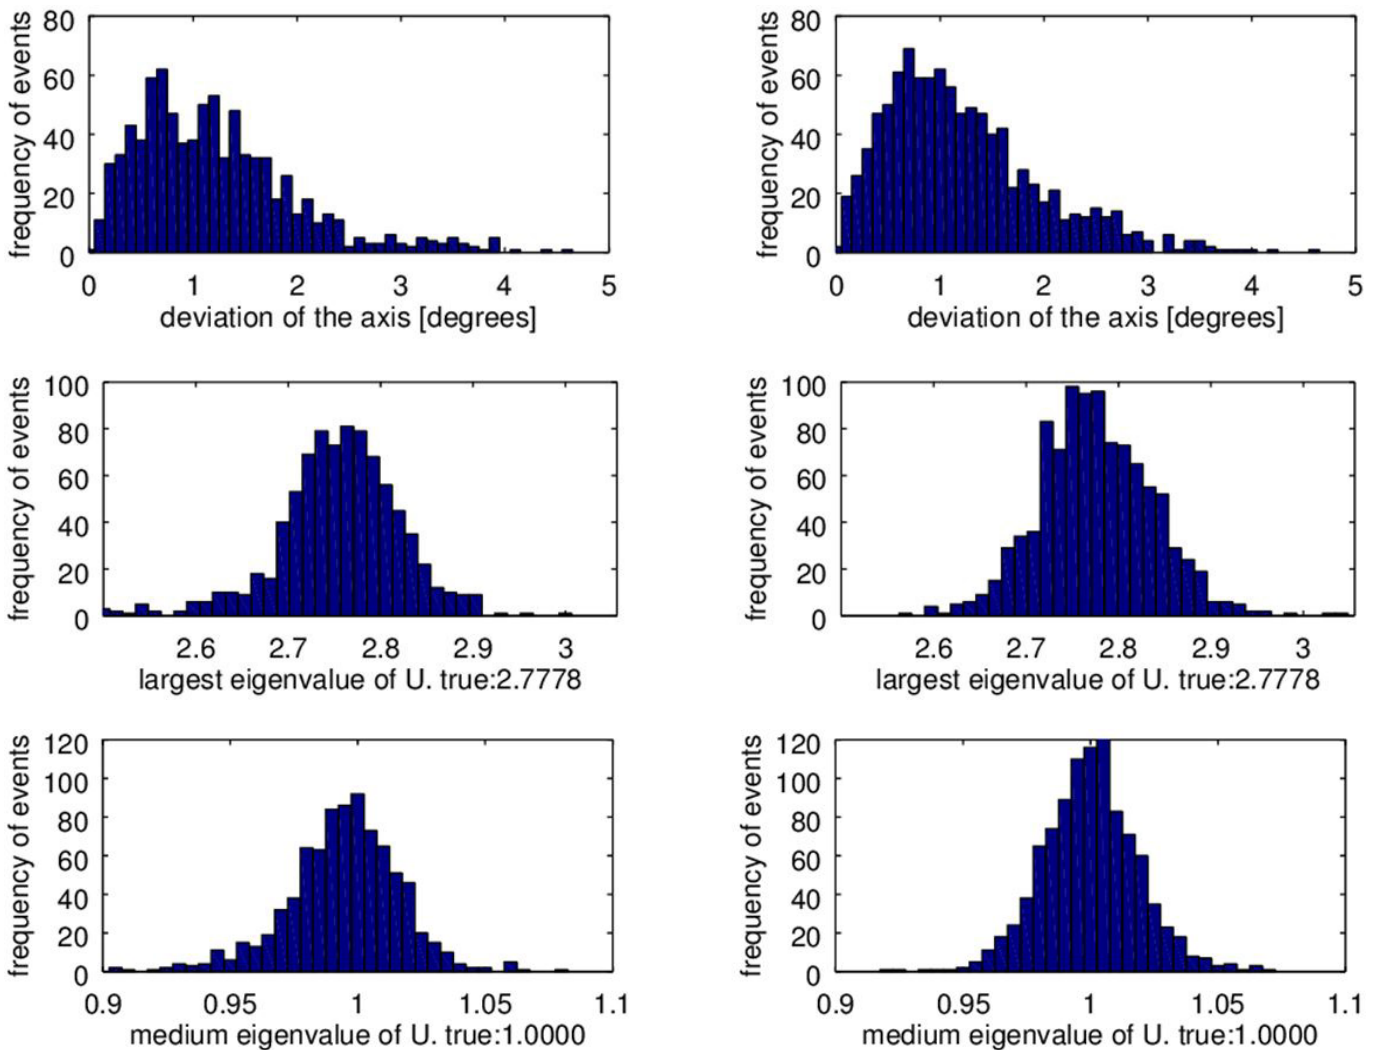 frequency of events
80
60
40
20
0
0 1 2 3 4 5
deviation of the axis [degrees]
frequency of events
80
60
40
20
0
0 1 2 3 4 5
deviation of the axis [degrees]
frequency of events
100
80
60
40
20
0
2.6 2.7 2.8 2.9 3
largest eigenvalue of U. true:2.7778
frequency of events
100
80
60
40
20
0
2.6 2.7 2.8 2.9 3
largest eigenvalue of U. true:2.7778
frequency of events
120
100
80
60
40
20
0
0.9 0.95 1 1.05 1.1
medium eigenvalue of U. true:1.0000
frequency of events
120
100
80
60
40
20
0
0.9 0.95 1 1.05 1.1
medium eigenvalue of U. true:1.0000